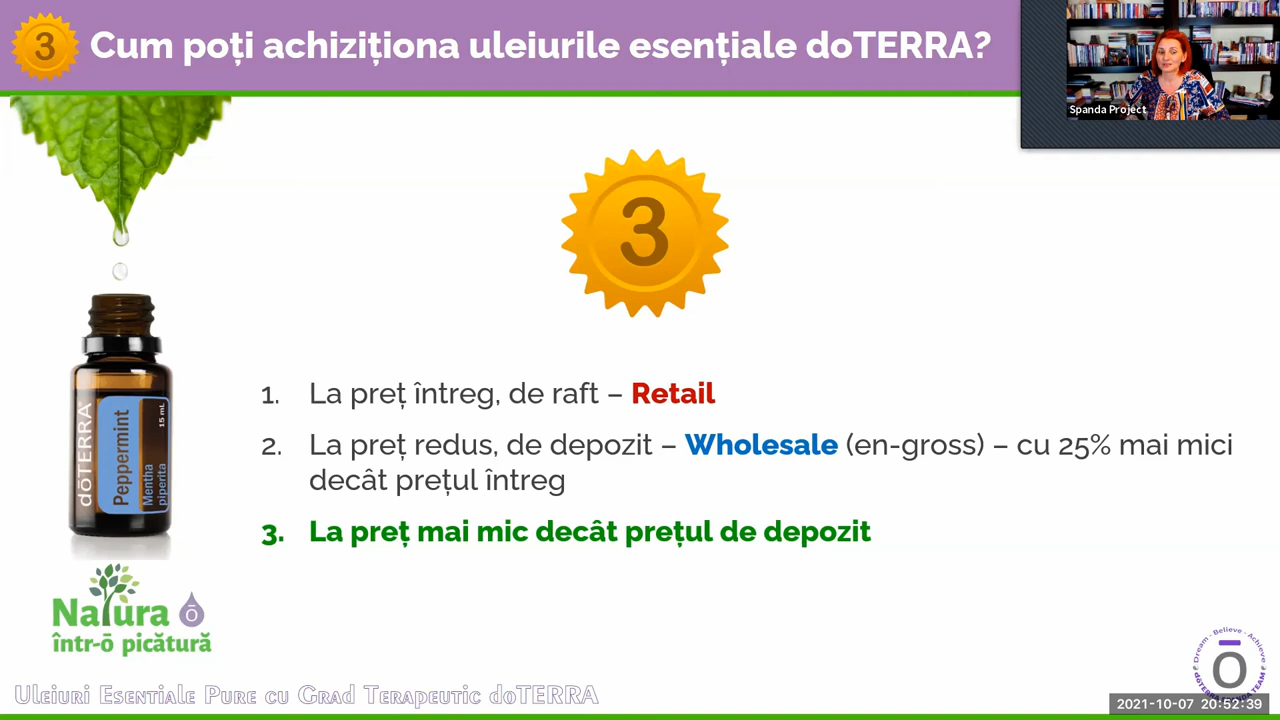 3 Cum poți achiziționa uleiurile esențiale doTERRA?
Spanda Project
3
1. La preț întreg, de raft – Retail
2. La preț redus, de depozit – Wholesale (en-gross) – cu 25% mai mici
decât prețul întreg
3. La preț mai mic decât prețul de depozit
dōTERRA
Peppermint
Mentha
piperita
15 mL
Natura ō
într-ō picătură
Uleiuri Esentiale Pure cu Grad Terapeutic doTERRA
Dream - Believe - Achieve
Ō
dōTERRA SPANDA TEAM
2021-10-07 20:52:39